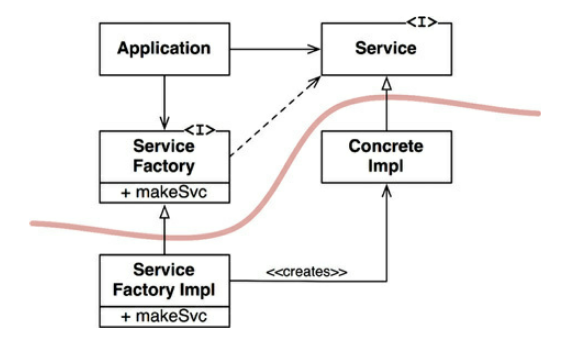 Application
<I>
Service
<I>
Service
Factory
+ makeSvc
Concrete
Impl
Service
Factory Impl
+ makeSvc
<<creates>>